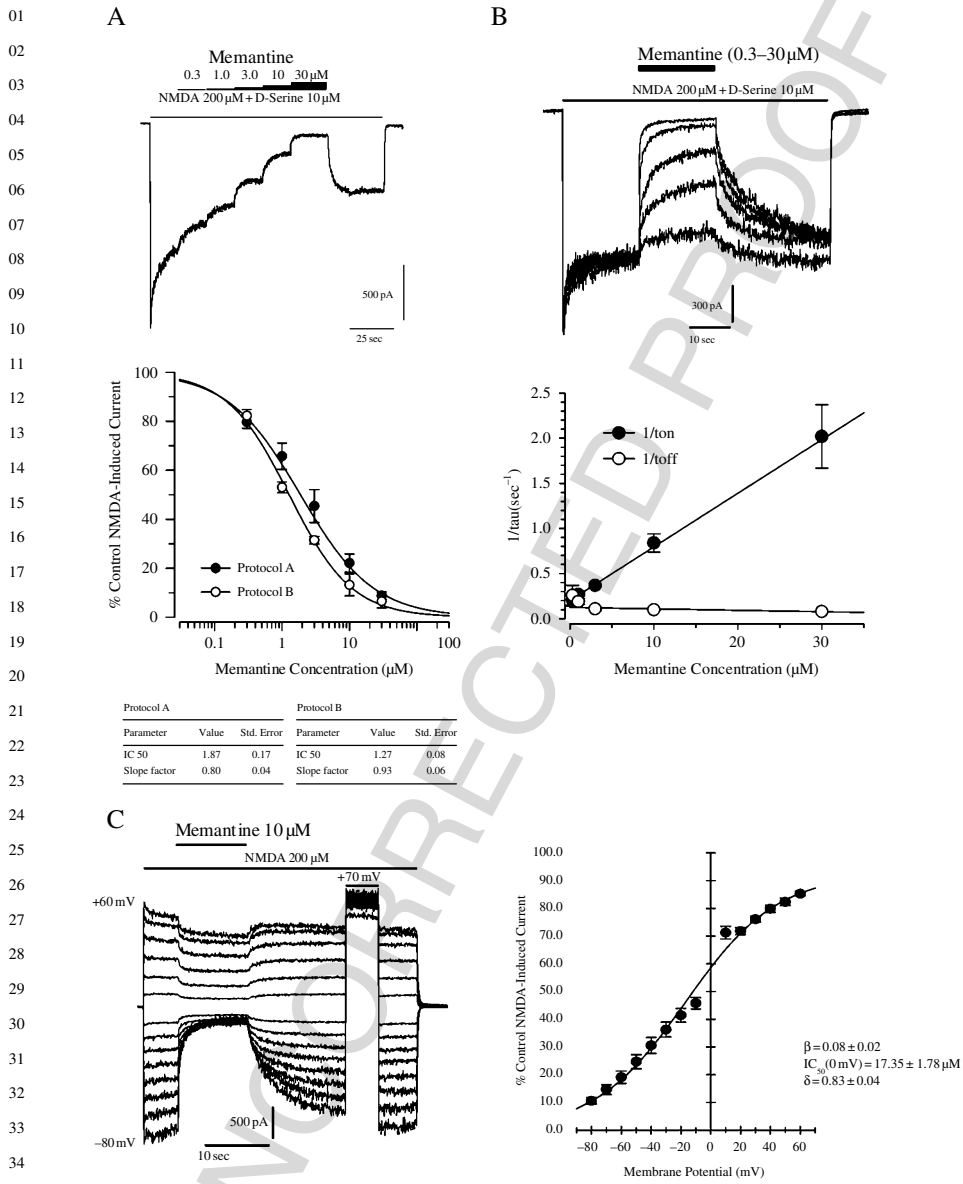 01
02
03
04
05
06
07
08
09
10
11
12
13
14
15
16
17
18
19
20
21
22
23
24
25
26
27
28
29
30
31
32
33
34
A
Memantine
0.3 1.0 3.0 10 30 µM
NMDA 200 µM + D-Serine 10 µM
500 pA
25 sec
B
Memantine (0.3–30 µM)
NMDA 200 µM + D-Serine 10 µM
300 pA
10 sec
% Control NMDA-Induced Current
100
80
60
40
20
0
Protocol A
Protocol B
0.1 1 10 100
Memantine Concentration (µM)
1/tau(sec⁻¹)
2.5
2.0
1.5
1.0
0.5
0.0
1/ton
1/toff
0 10 20 30
Memantine Concentration (µM)
Protocol A
Parameter Value Std. Error
IC 50 1.87 0.17
Slope factor 0.80 0.04
Protocol B
Parameter Value Std. Error
IC 50 1.27 0.08
Slope factor 0.93 0.06
C
Memantine 10 µM
NMDA 200 µM
+70 mV
+60 mV
−80 mV
500 pA
10 sec
% Control NMDA-Induced Current
100.0
90.0
80.0
70.0
60.0
50.0
40.0
30.0
20.0
10.0
0.0
−80 −60 −40 −20 0 20 40 60
Membrane Potential (mV)
β = 0.08 ± 0.02
IC₅₀(0 mV) = 17.35 ± 1.78 µM
δ = 0.83 ± 0.04
NCORRECTED PROOF